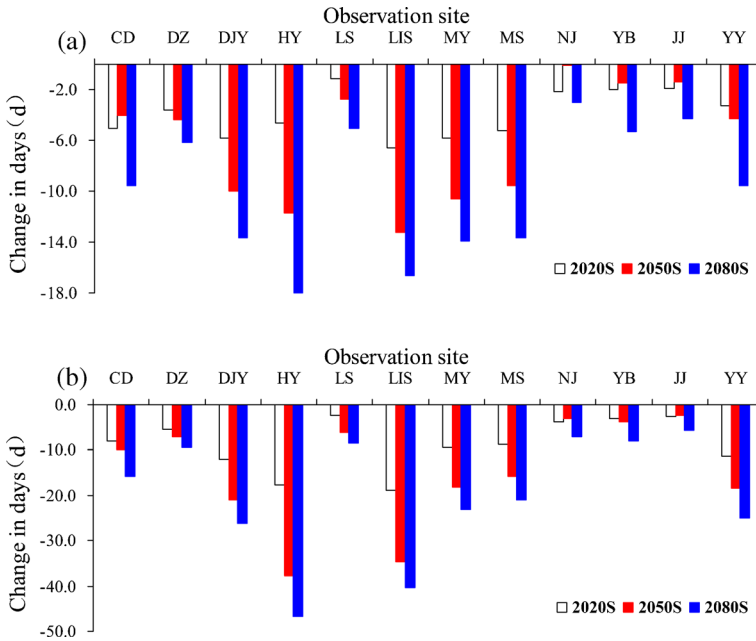 Observation site
(a) CD DZ DJY HY LS LIS MY MS NJ YB JJ YY
Change in days（d）
-2.0
-6.0
-10.0
-14.0
-18.0
2020S 2050S 2080S
Observation site
(b) CD DZ DJY HY LS LIS MY MS NJ YB JJ YY
Change in days（d）
0.0
-10.0
-20.0
-30.0
-40.0
-50.0
2020S 2050S 2080S